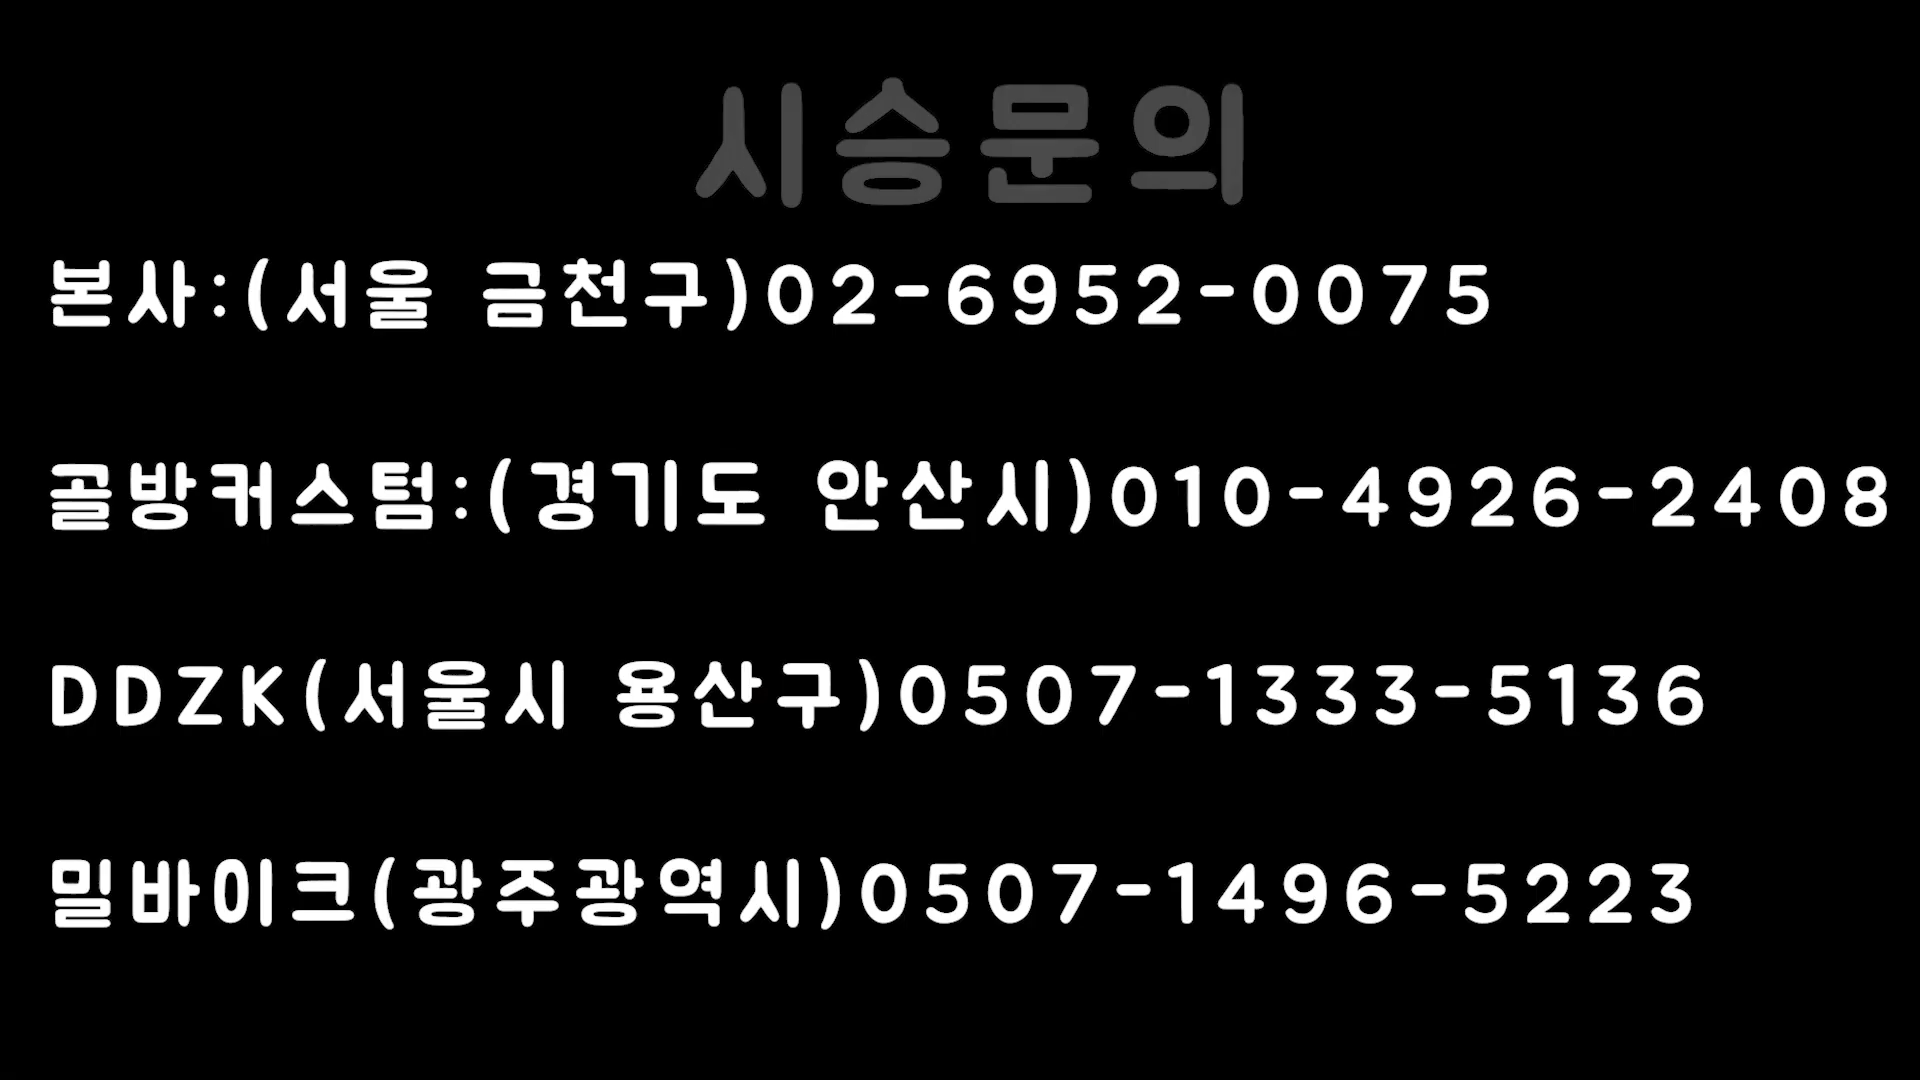 시승문의
본사:(서울 금천구)02-6952-0075
골방커스텀:(경기도 안산시)010-4926-2408
DDZK(서울시 용산구)0507-1333-5136
밀바이크(광주광역시)0507-1496-5223